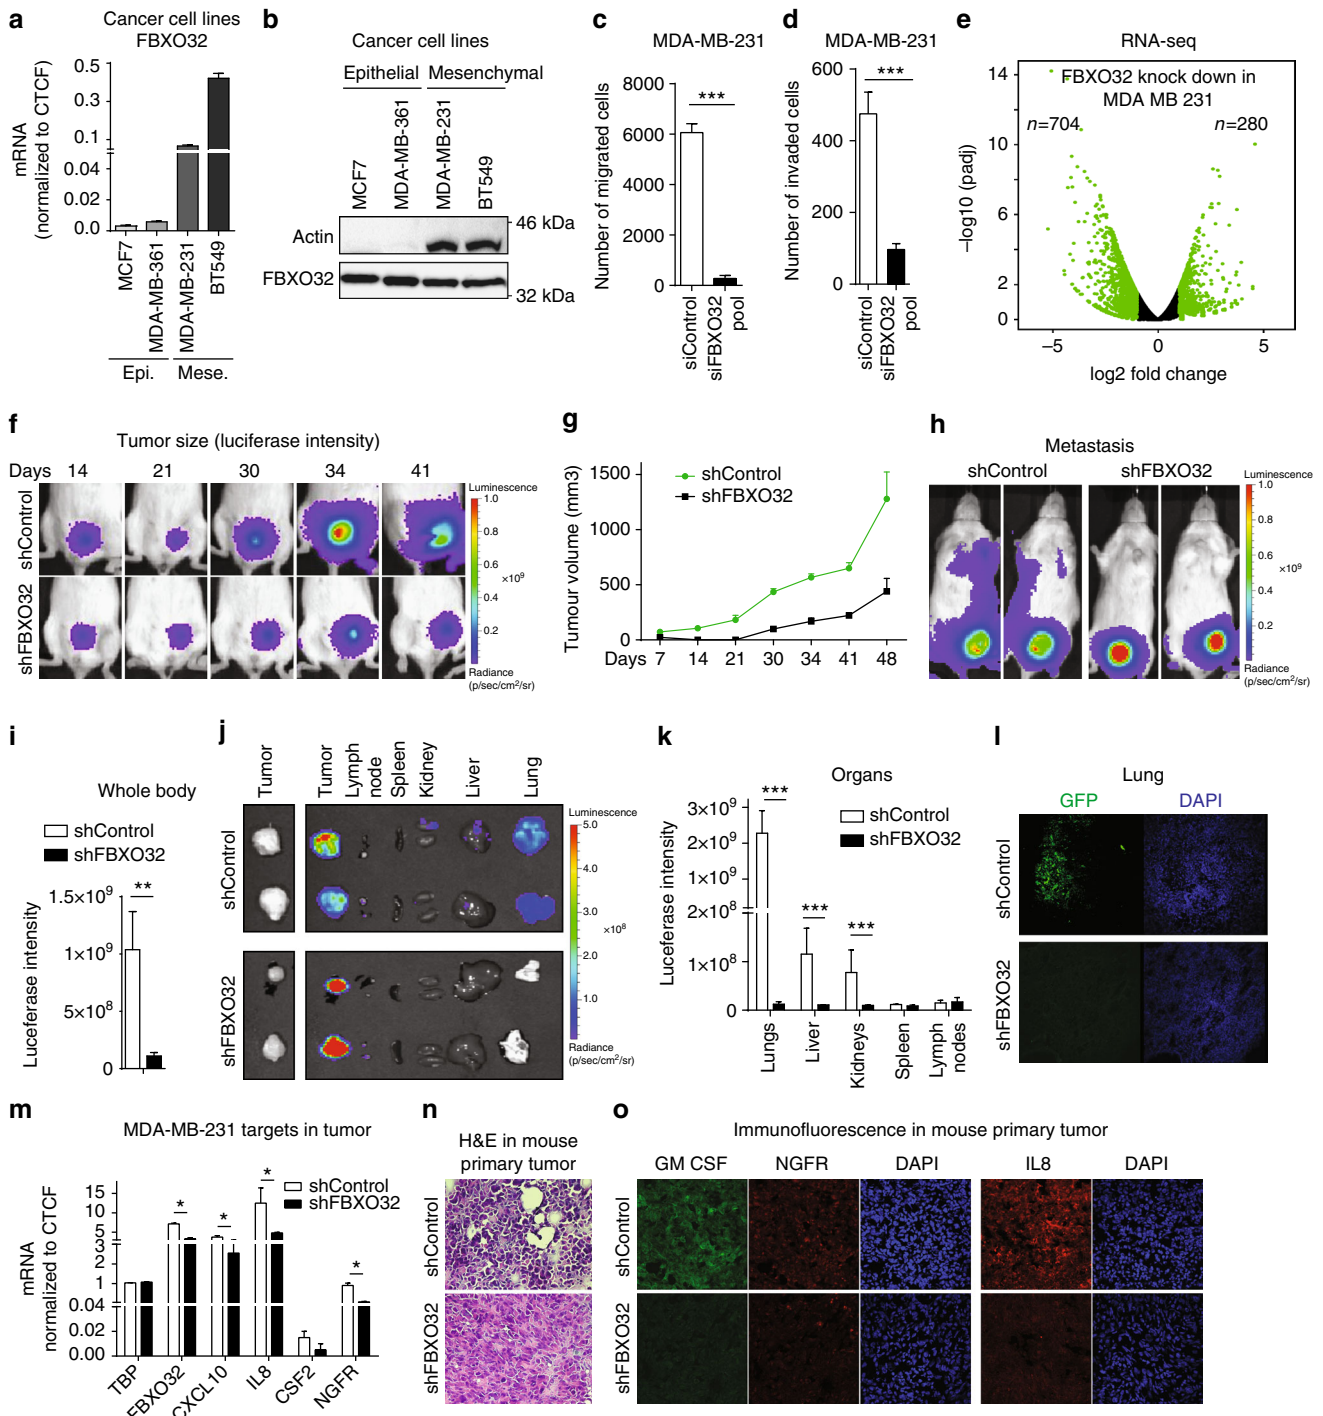 a
Cancer cell lines
FBXO32
mRNA
(normalized to CTCF)
0.5
0.3
0.1
0.04
0.02
0.0
MCF7
MDA-MB-361
MDA-MB-231
BT549
Epi.
Mese.
b
Cancer cell lines
Epithelial
Mesenchymal
MCF7
MDA-MB-361
MDA-MB-231
BT549
Actin
FBXO32
46 kDa
32 kDa
c
MDA-MB-231
Number of migrated cells
8000
6000
4000
2000
0
***
siControl
siFBXO32
pool
d
MDA-MB-231
Number of invaded cells
600
400
200
0
***
siControl
siFBXO32
pool
e
RNA-seq
FBXO32 knock down in
MDA MB 231
n=704
n=280
–log10 (padj)
14
10
6
2
0
–5
0
5
log2 fold change
f
Tumor size (luciferase intensity)
Days
14
21
30
34
41
shControl
shFBXO32
Luminescence
1.0
0.8
0.6
×10⁹
0.4
0.2
Radiance
(p/sec/cm²/sr)
g
Tumour volume (mm3)
1500
1000
500
0
shControl
shFBXO32
Days
7
14
21
30
34
41
48
h
Metastasis
shControl
shFBXO32
Luminescence
1.0
0.8
0.6
×10⁹
0.4
0.2
Radiance
(p/sec/cm²/sr)
i
Whole body
shControl
shFBXO32
Luceferase intensity
1.5×10⁹
1×10⁹
5×10⁸
0
**
j
Tumor
Tumor
Lymph
node
Spleen
Kidney
Liver
Lung
shControl
shFBXO32
Luminescence
5.0
4.0
3.0
×10⁸
2.0
1.0
Radiance
(p/sec/cm²/sr)
k
Organs
shControl
shFBXO32
Luceferase intensity
3×10⁹
2×10⁹
1×10⁹
2×10⁸
1×10⁸
0
***
***
***
Lungs
Liver
Kidneys
Spleen
Lymph
nodes
l
Lung
GFP
DAPI
shControl
shFBXO32
m
MDA-MB-231 targets in tumor
shControl
shFBXO32
mRNA
normalized to CTCF
15
10
5
3
2
1
0.04
0.02
0.00
*
*
*
*
TBP
FBXO32
CXCL10
IL8
CSF2
NGFR
n
H&E in mouse
primary tumor
shControl
shFBXO32
o
Immunofluorescence in mouse primary tumor
GM CSF
NGFR
DAPI
IL8
DAPI
shControl
shFBXO32